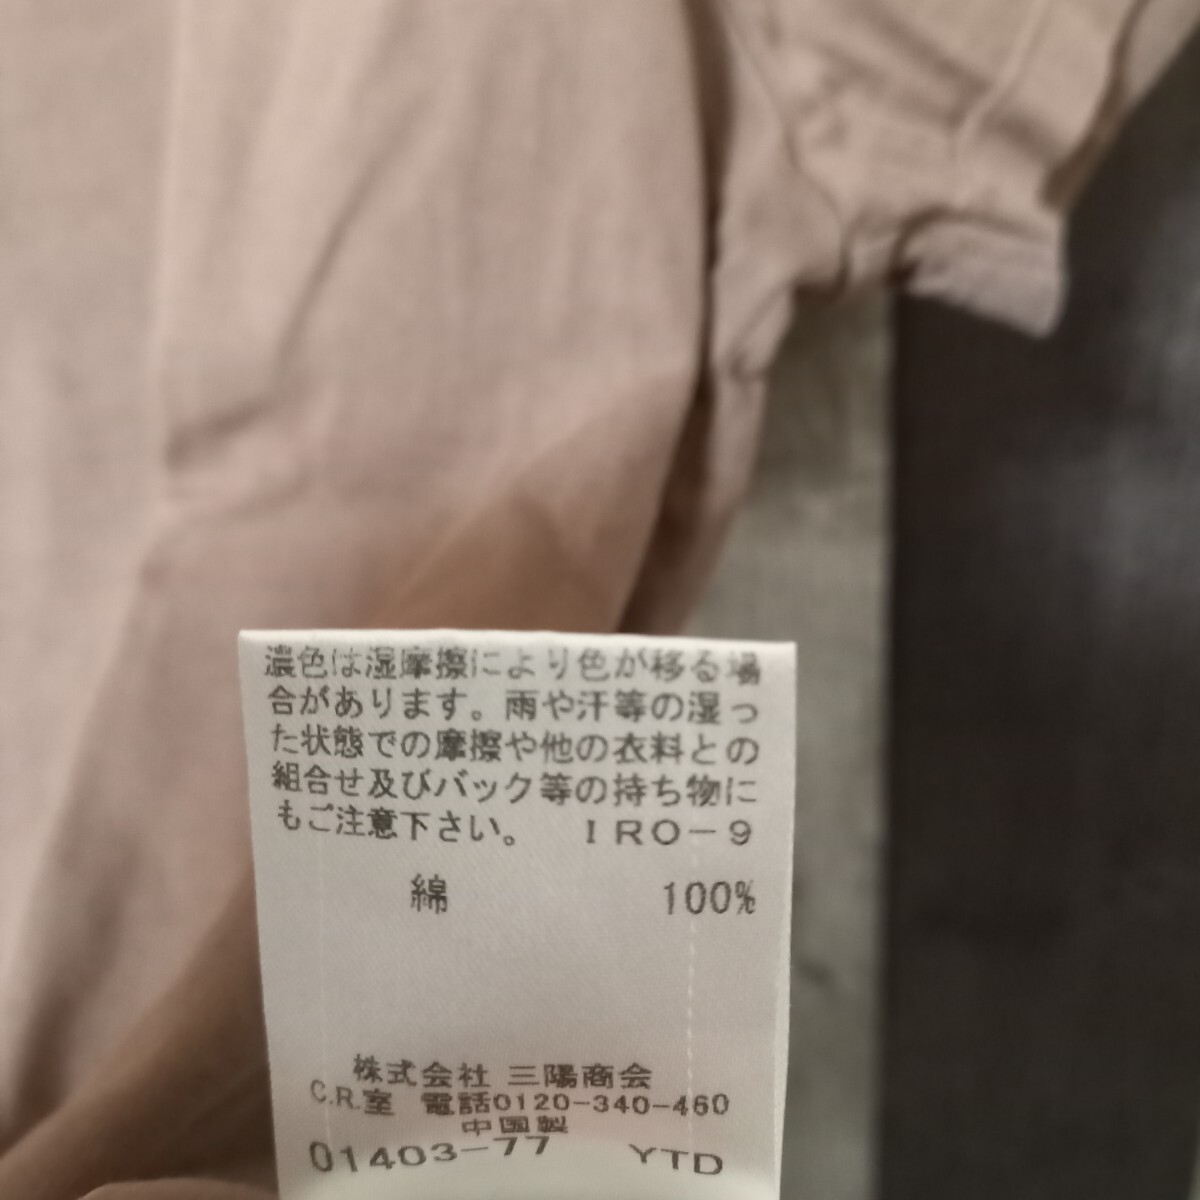 濃色は湿摩擦により色が移る場
合があります。雨や汗等の湿っ
た状態での摩擦や他の衣料との
組合せ及びバック等の持ち物に
もご注意下さい。 IRO-9
綿 100%
株式会社 三陽商会
C.R.室 電話0120-340-460
中国製
01403-77 YTD